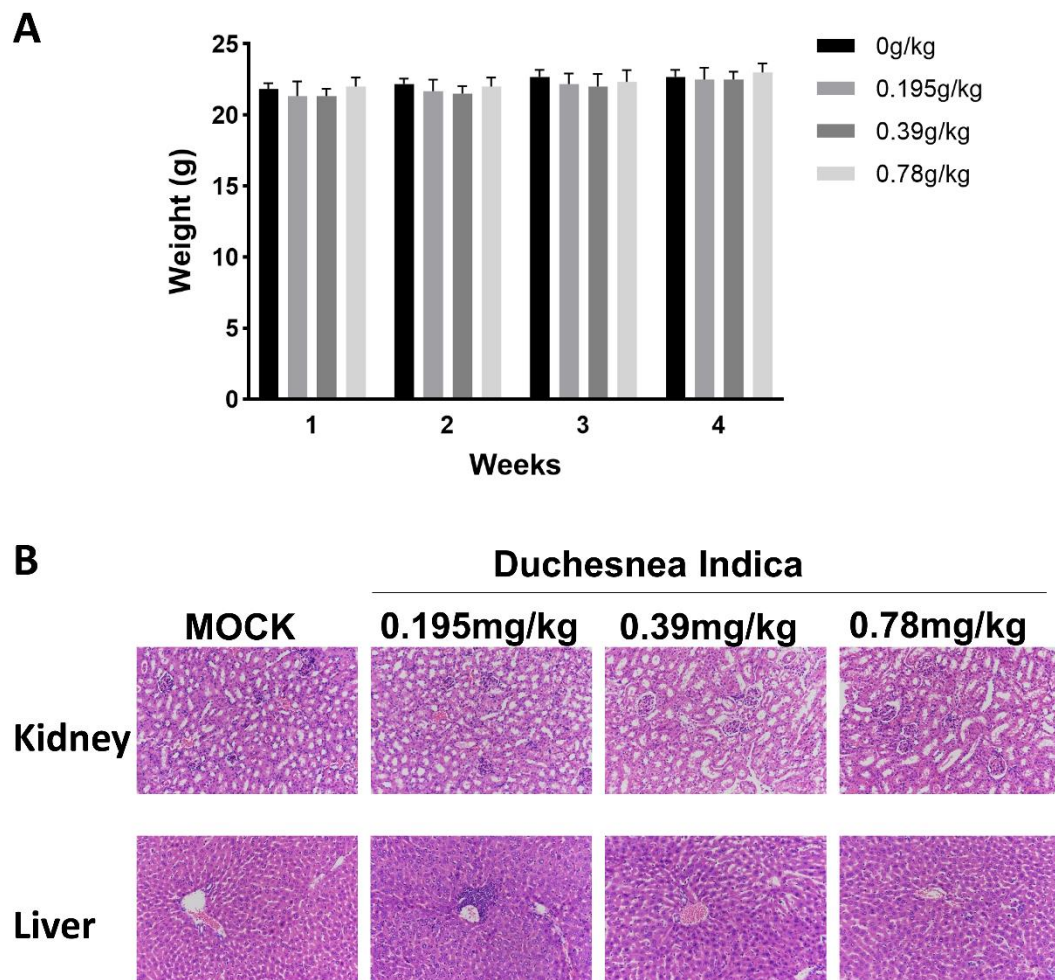 A
25
20
15
10
5
0
Weight (g)
1 2 3 4
Weeks
0g/kg
0.195g/kg
0.39g/kg
0.78g/kg
B
Duchesnea Indica
MOCK 0.195mg/kg 0.39mg/kg 0.78mg/kg
Kidney
Liver